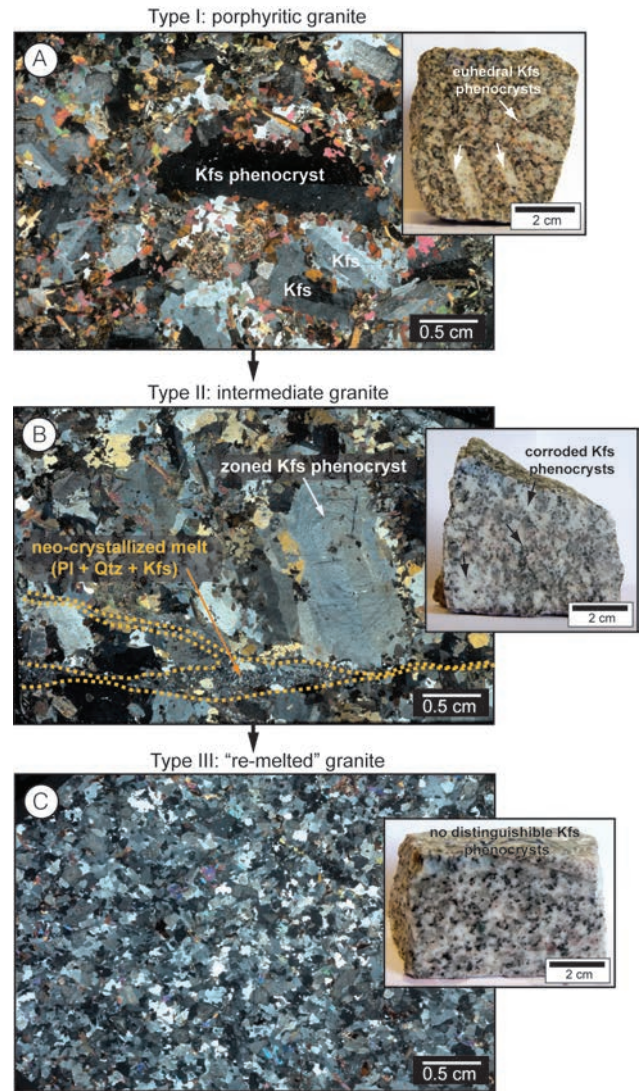 Type I: porphyritic granite
A
euhedral Kfs
phenocrysts
Kfs phenocryst
Kfs
Kfs
2 cm
0.5 cm
Type II: intermediate granite
B
zoned Kfs phenocryst
corroded Kfs
phenocrysts
neo-crystallized melt
(Pl + Qtz + Kfs)
2 cm
0.5 cm
Type III: "re-melted" granite
C
no distinguishible Kfs
phenocrysts
2 cm
0.5 cm